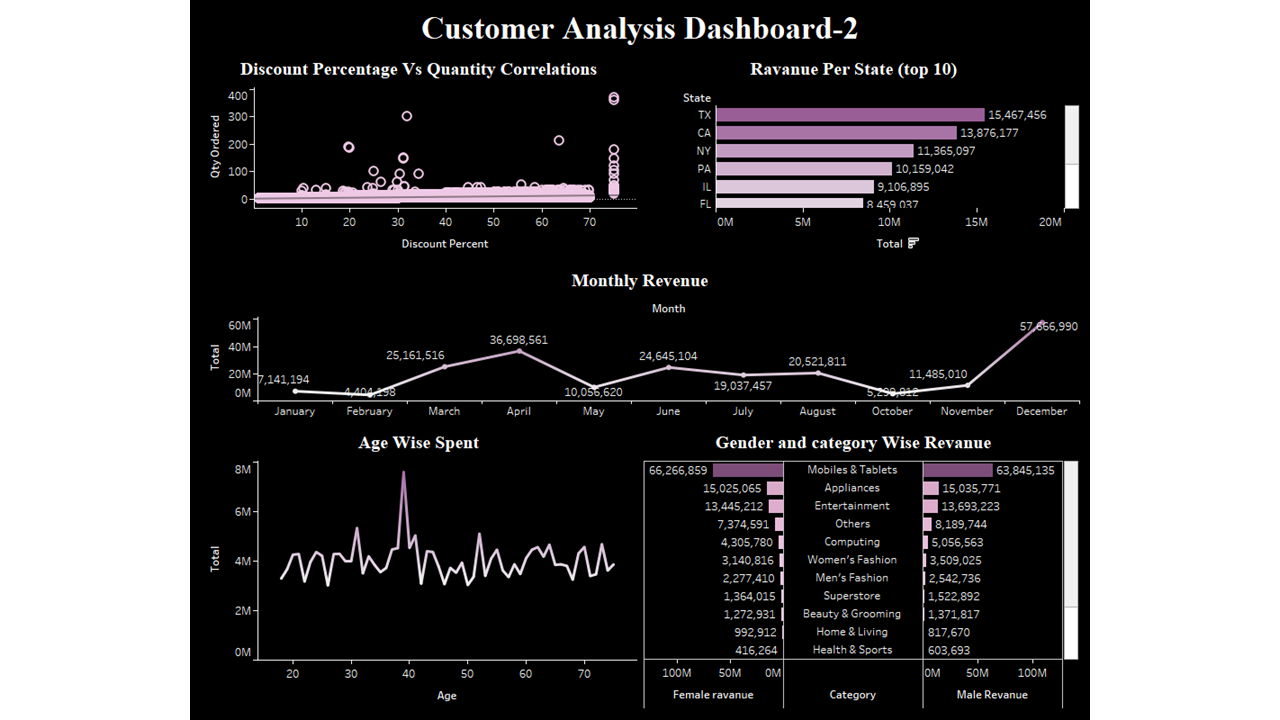 Customer Analysis Dashboard-2
Discount Percentage Vs Quantity Correlations
Qty Ordered
400
300
200
100
0
10 20 30 40 50 60 70
Discount Percent
Ravanue Per State (top 10)
State
TX 15,467,456
CA 13,876,177
NY 11,365,097
PA 10,159,042
IL 9,106,895
FL 8,459,037
0M 5M 10M 15M 20M
Total
Monthly Revenue
Month
Total
60M
40M
20M
0M
7,141,194
4,404,198
25,161,516
36,698,561
10,056,620
24,645,104
19,037,457
20,521,811
11,485,010
January February March April May June July August October November December
Age Wise Spent
Total
8M
6M
4M
2M
0M
20 30 40 50 60 70
Age
Gender and category Wise Revanue
66,266,859 Mobiles & Tablets 63,845,135
15,025,065 Appliances 15,035,771
13,445,212 Entertainment 13,693,223
7,374,591 Others 8,189,744
4,305,780 Computing 5,056,563
3,140,816 Women's Fashion 3,509,025
2,277,410 Men's Fashion 2,542,736
1,364,015 Superstore 1,522,892
1,272,931 Beauty & Grooming 1,371,817
992,912 Home & Living 817,670
416,264 Health & Sports 603,693
100M 50M 0M 0M 50M 100M
Female ravanue Category Male Revanue